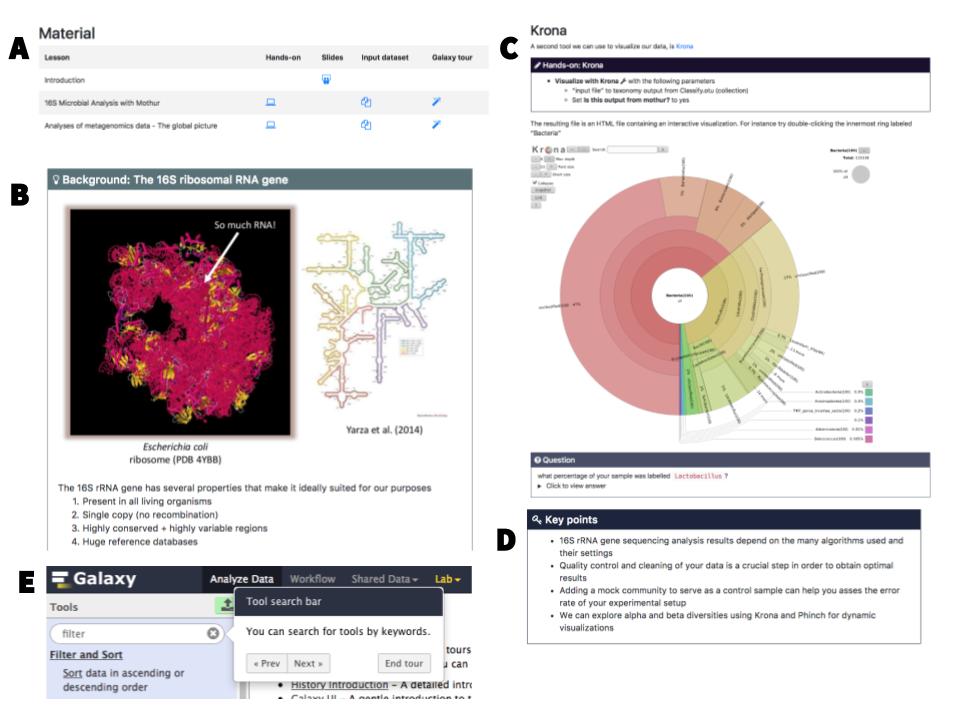 A
Material
Lesson Hands-on Slides Input dataset Galaxy tour
Introduction
16S Microbial Analysis with Mothur
Analyses of metagenomics data - The global picture
B
Background: The 16S ribosomal RNA gene
So much RNA!
Escherichia coli
ribosome (PDB 4YBB)
Yarza et al. (2014)
The 16S rRNA gene has several properties that make it ideally suited for our purposes
1. Present in all living organisms
2. Single copy (no recombination)
3. Highly conserved + highly variable regions
4. Huge reference databases
C
Krona
A second tool we can use to visualize our data, is Krona
Hands-on: Krona
Visualize with Krona with the following parameters
"input file" to taxonomy output from Classify.otu (collection)
Set Is this output from mothur? to yes
The resulting file is an HTML file containing an interactive visualization. For instance try double-clicking the innermost ring labeled
"Bacteria"
Krona
Search:
Max depth
Font size
Chart size
Collapse
Snapshot
Link
?
Bacteria(100)
Bacteria(100)
Question
what percentage of your sample was labelled Lactobacillus ?
Click to view answer
D
Key points
16S rRNA gene sequencing analysis results depend on the many algorithms used and
their settings
Quality control and cleaning of your data is a crucial step in order to obtain optimal
results
Adding a mock community to serve as a control sample can help you asses the error
rate of your experimental setup
We can explore alpha and beta diversities using Krona and Phinch for dynamic
visualizations
E
Galaxy Analyze Data Workflow Shared Data Lab
Tools
filter
Filter and Sort
Sort data in ascending or
descending order
Tool search bar
You can search for tools by keywords.
« Prev Next » End tour
tours
can
History Introduction – A detailed